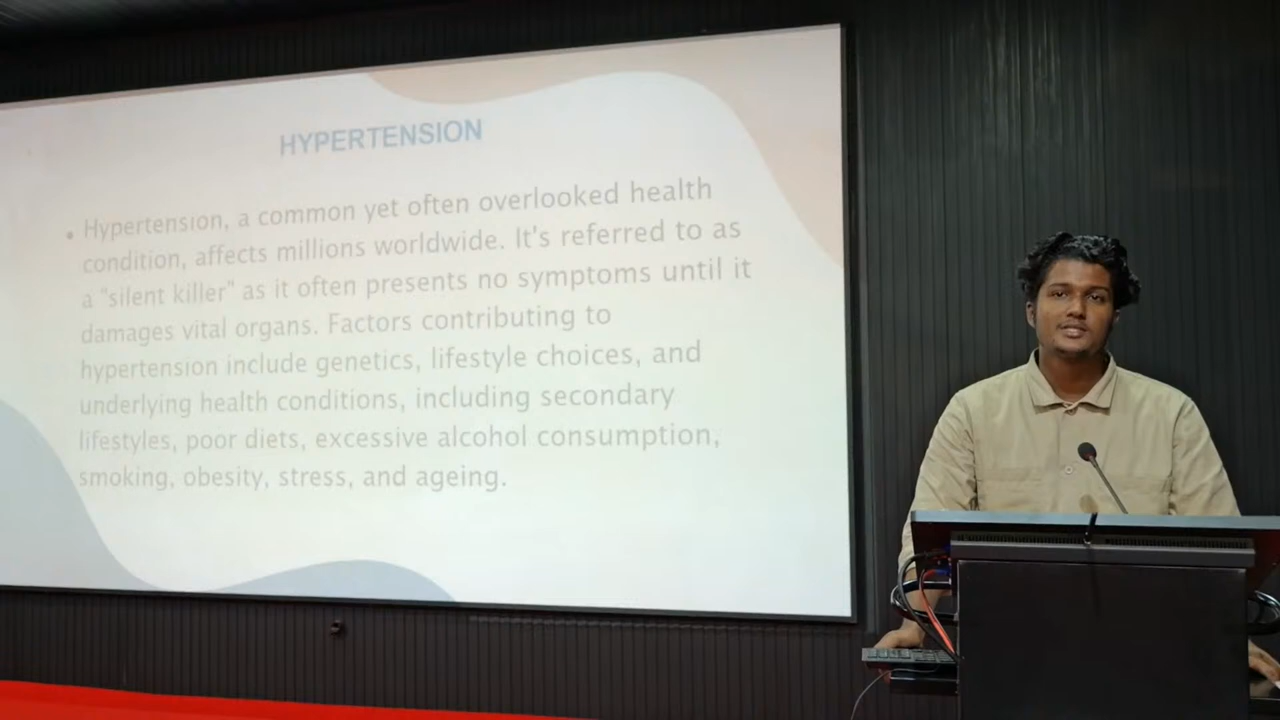 HYPERTENSION
• Hypertension, a common yet often overlooked health
condition, affects millions worldwide. It's referred to as
a "silent killer" as it often presents no symptoms until it
damages vital organs. Factors contributing to
hypertension include genetics, lifestyle choices, and
underlying health conditions, including secondary
lifestyles, poor diets, excessive alcohol consumption,
smoking, obesity, stress, and ageing.